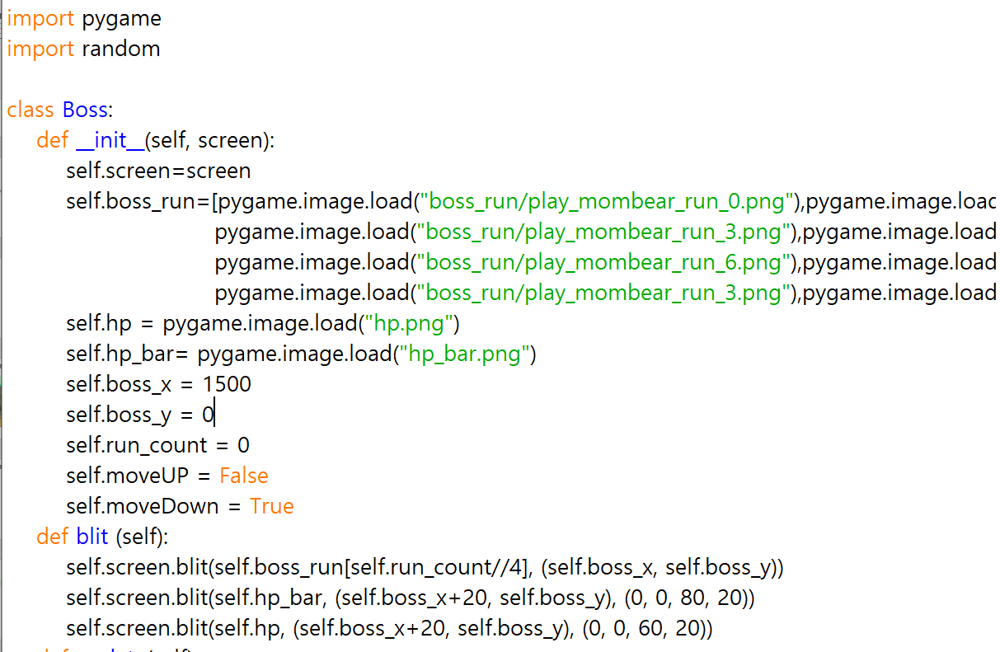 import pygame
import random
class Boss:
def __init__(self, screen):
self.screen=screen
self.boss_run=[pygame.image.load("boss_run/play_mombear_run_0.png"),pygame.image.load
pygame.image.load("boss_run/play_mombear_run_3.png"),pygame.image.load
pygame.image.load("boss_run/play_mombear_run_6.png"),pygame.image.load
pygame.image.load("boss_run/play_mombear_run_3.png"),pygame.image.load
self.hp = pygame.image.load("hp.png")
self.hp_bar= pygame.image.load("hp_bar.png")
self.boss_x = 1500
self.boss_y = 0
self.run_count = 0
self.moveUP = False
self.moveDown = True
def blit (self):
self.screen.blit(self.boss_run[self.run_count//4], (self.boss_x, self.boss_y))
self.screen.blit(self.hp_bar, (self.boss_x+20, self.boss_y), (0, 0, 80, 20))
self.screen.blit(self.hp, (self.boss_x+20, self.boss_y), (0, 0, 60, 20))